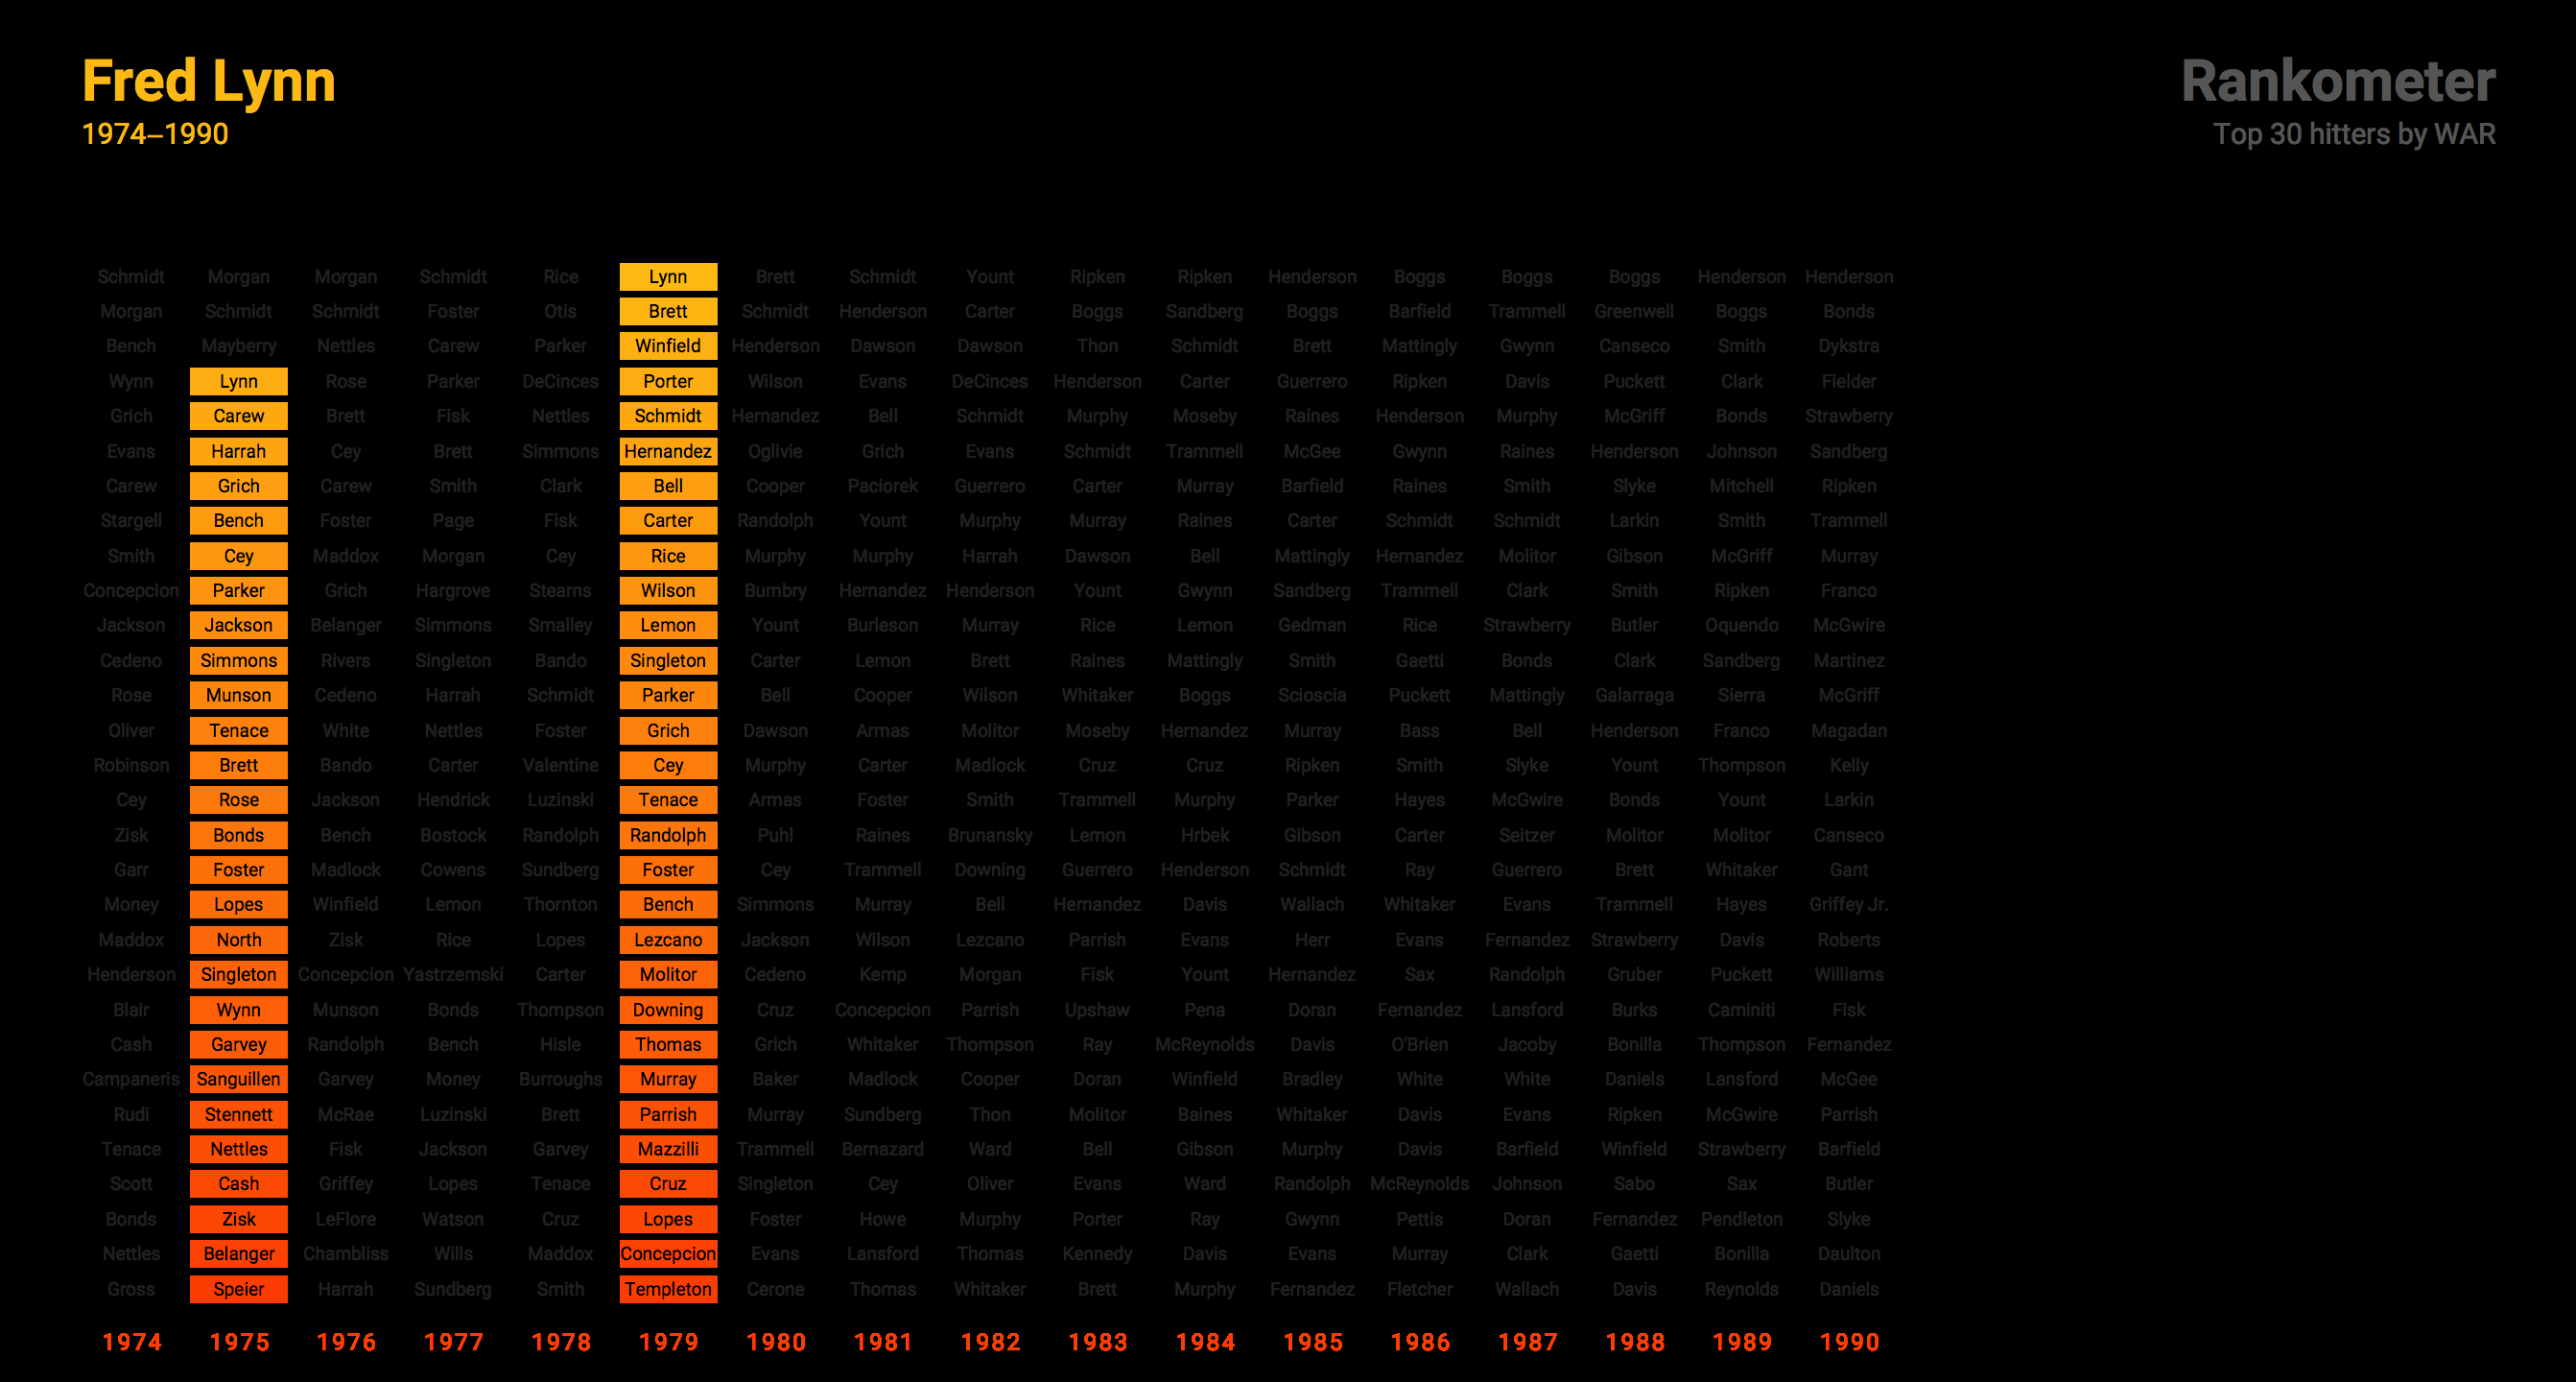 Fred Lynn
1974–1990
Rankometer
Top 30 hitters by WAR
Schmidt Morgan Morgan Schmidt Rice Lynn Brett Schmidt Yount Ripken Ripken Henderson Boggs Boggs Boggs Henderson Henderson
Morgan Schmidt Schmidt Foster Otis Brett Schmidt Henderson Carter Boggs Sandberg Boggs Barfield Trammell Greenwell Boggs Bonds
Bench Mayberry Nettles Carew Parker Winfield Henderson Dawson Dawson Thon Schmidt Brett Mattingly Gwynn Canseco Smith Dykstra
Wynn Lynn Rose Parker DeCinces Porter Wilson Evans DeCinces Henderson Carter Guerrero Ripken Davis Puckett Clark Fielder
Grich Carew Brett Fisk Nettles Schmidt Hernandez Bell Schmidt Murphy Moseby Raines Henderson Murphy McGriff Bonds Strawberry
Evans Harrah Cey Brett Simmons Hernandez Oglivie Grich Evans Schmidt Trammell McGee Gwynn Raines Henderson Johnson Sandberg
Carew Grich Carew Smith Clark Bell Cooper Paciorek Guerrero Carter Murray Barfield Raines Smith Slyke Mitchell Ripken
Stargell Bench Foster Page Fisk Carter Randolph Yount Murphy Murray Raines Carter Schmidt Schmidt Larkin Smith Trammell
Smith Cey Maddox Morgan Cey Rice Murphy Murphy Harrah Dawson Bell Mattingly Hernandez Molitor Gibson McGriff Murray
Concepcion Parker Grich Hargrove Stearns Wilson Bumbry Hernandez Henderson Yount Gwynn Sandberg Trammell Clark Smith Ripken Franco
Jackson Jackson Belanger Simmons Smalley Lemon Yount Burleson Murray Rice Lemon Gedman Rice Strawberry Butler Oquendo McGwire
Cedeno Simmons Rivers Singleton Bando Singleton Carter Lemon Brett Raines Mattingly Smith Gaetti Bonds Clark Sandberg Martinez
Rose Munson Cedeno Harrah Schmidt Parker Bell Cooper Wilson Whitaker Boggs Scioscia Puckett Mattingly Galarraga Sierra McGriff
Oliver Tenace White Nettles Foster Grich Dawson Armas Molitor Moseby Hernandez Murray Bass Bell Henderson Franco Magadan
Robinson Brett Bando Carter Valentine Cey Murphy Carter Madlock Cruz Cruz Ripken Smith Slyke Yount Thompson Kelly
Cey Rose Jackson Hendrick Luzinski Tenace Armas Foster Smith Trammell Murphy Parker Hayes McGwire Bonds Yount Larkin
Zisk Bonds Bench Bostock Randolph Randolph Puhl Raines Brunansky Lemon Hrbek Gibson Carter Seitzer Molitor Molitor Canseco
Garr Foster Madlock Cowens Sundberg Foster Cey Trammell Downing Guerrero Henderson Schmidt Ray Guerrero Brett Whitaker Gant
Money Lopes Winfield Lemon Thornton Bench Simmons Murray Bell Hernandez Davis Wallach Whitaker Evans Trammell Hayes Griffey Jr.
Maddox North Zisk Rice Lopes Lezcano Jackson Wilson Lezcano Parrish Evans Herr Evans Fernandez Strawberry Davis Roberts
Henderson Singleton Concepcion Yastrzemski Carter Molitor Cedeno Kemp Morgan Fisk Yount Hernandez Sax Randolph Gruber Puckett Williams
Blair Wynn Munson Bonds Thompson Downing Cruz Concepcion Parrish Upshaw Pena Doran Fernandez Lansford Burks Caminiti Fisk
Cash Garvey Randolph Bench Hisle Thomas Grich Whitaker Thompson Ray McReynolds Davis O'Brien Jacoby Bonilla Thompson Fernandez
Campaneris Sanguillen Garvey Money Burroughs Murray Baker Madlock Cooper Doran Winfield Bradley White White Daniels Lansford McGee
Rudi Stennett McRae Luzinski Brett Parrish Murray Sundberg Thon Molitor Baines Whitaker Davis Evans Ripken McGwire Parrish
Tenace Nettles Fisk Jackson Garvey Mazzilli Trammell Bernazard Ward Bell Gibson Murphy Davis Barfield Winfield Strawberry Barfield
Scott Cash Griffey Lopes Tenace Cruz Singleton Cey Oliver Evans Ward Randolph McReynolds Johnson Sabo Sax Butler
Bonds Zisk LeFlore Watson Cruz Lopes Foster Howe Murphy Porter Ray Gwynn Pettis Doran Fernandez Pendleton Slyke
Nettles Belanger Chambliss Wills Maddox Concepcion Evans Lansford Thomas Kennedy Davis Evans Murray Clark Gaetti Bonilla Daulton
Gross Speier Harrah Sundberg Smith Templeton Cerone Thomas Whitaker Brett Murphy Fernandez Fletcher Wallach Davis Reynolds Daniels
1974 1975 1976 1977 1978 1979 1980 1981 1982 1983 1984 1985 1986 1987 1988 1989 1990